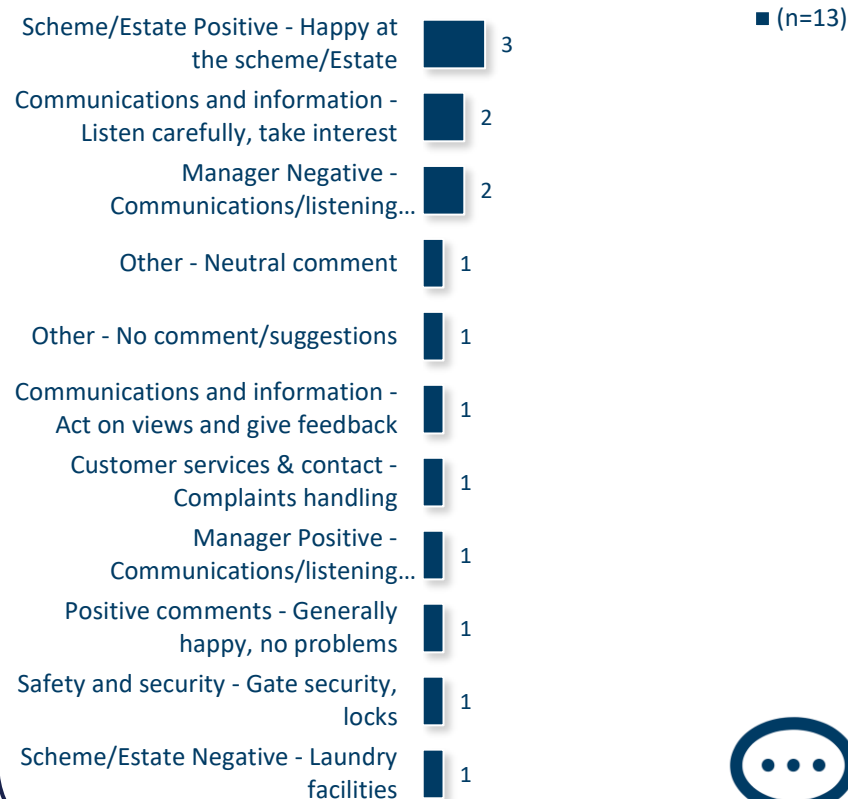 (n=13)
Scheme/Estate Positive - Happy at
the scheme/Estate
3
Communications and information -
Listen carefully, take interest
2
Manager Negative -
Communications/listening...
2
Other - Neutral comment
1
Other - No comment/suggestions
1
Communications and information -
Act on views and give feedback
1
Customer services & contact -
Complaints handling
1
Manager Positive -
Communications/listening...
1
Positive comments - Generally
happy, no problems
1
Safety and security - Gate security,
locks
1
Scheme/Estate Negative - Laundry
facilities
1